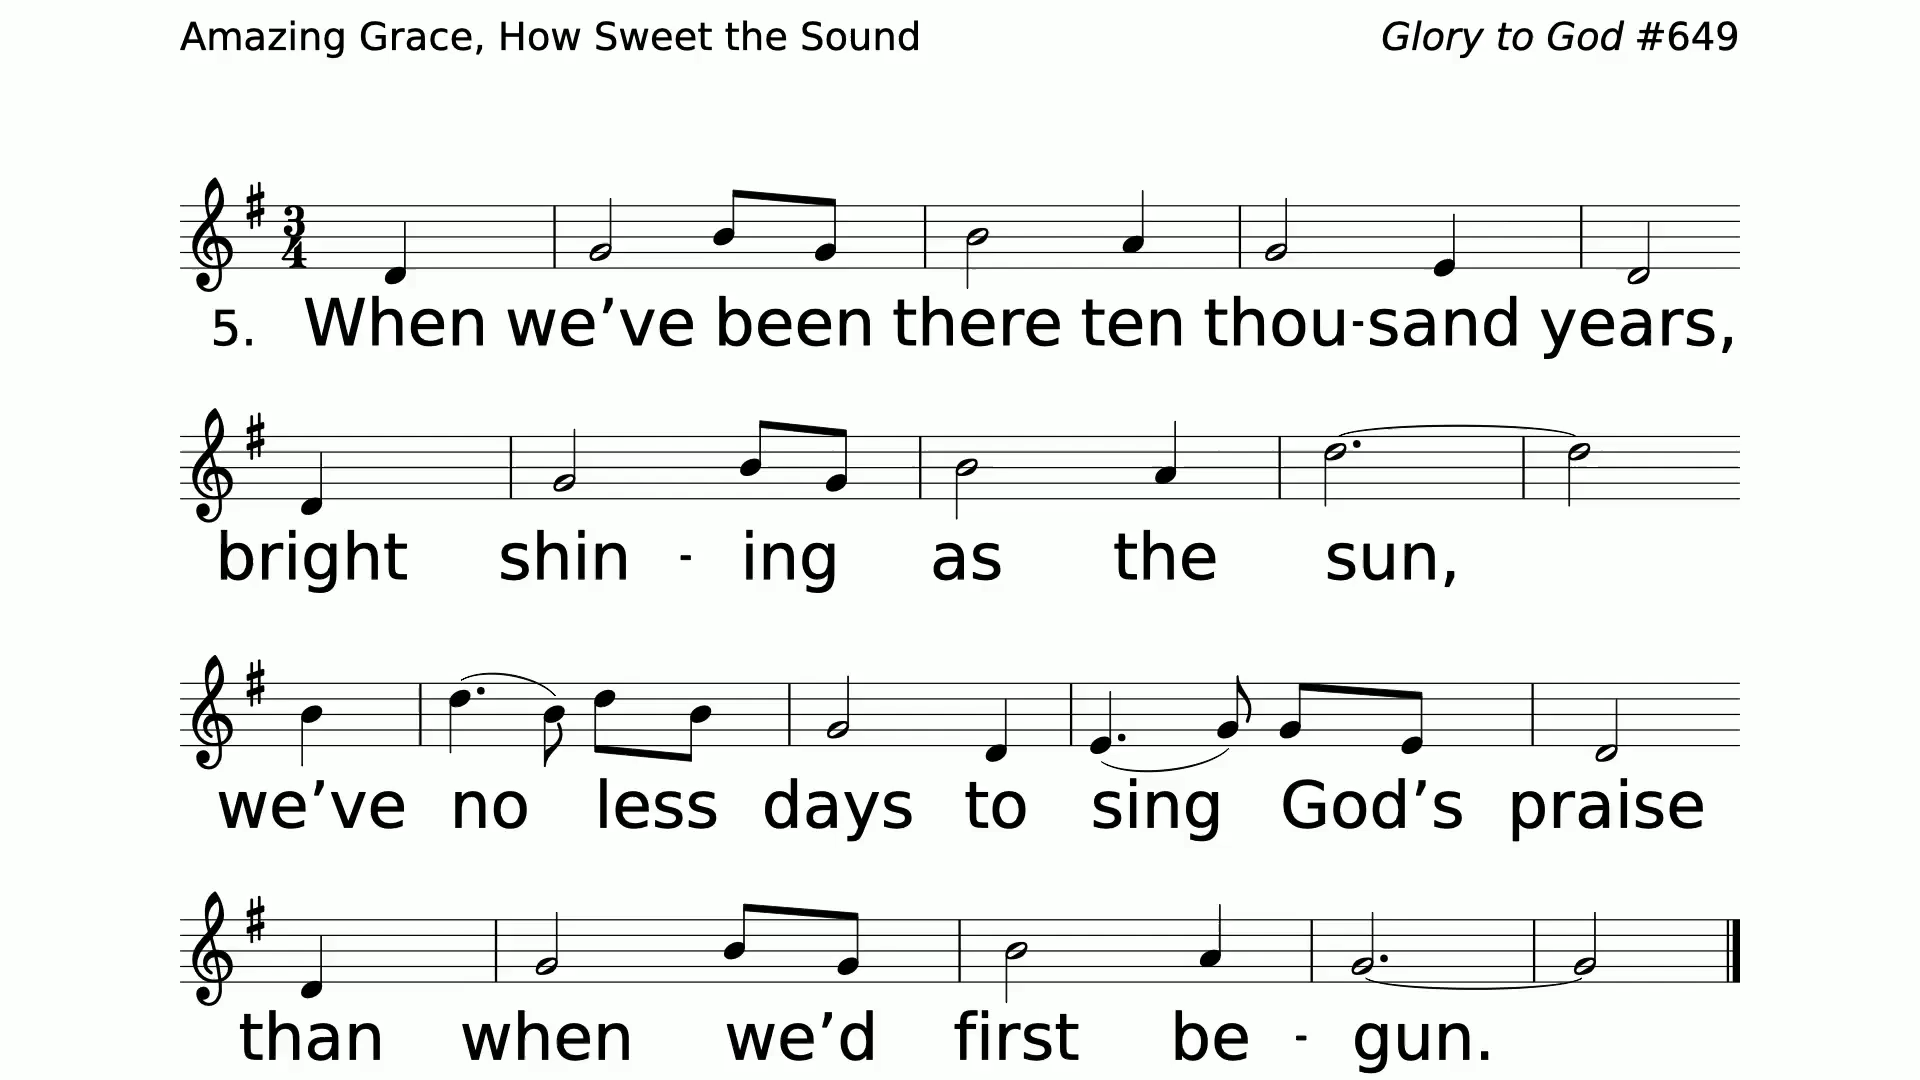 Amazing Grace, How Sweet the Sound Glory to God #649
3
4
5. When we’ve been there ten thou-sand years,
bright shin - ing as the sun,
we’ve no less days to sing God’s praise
than when we’d first be - gun.